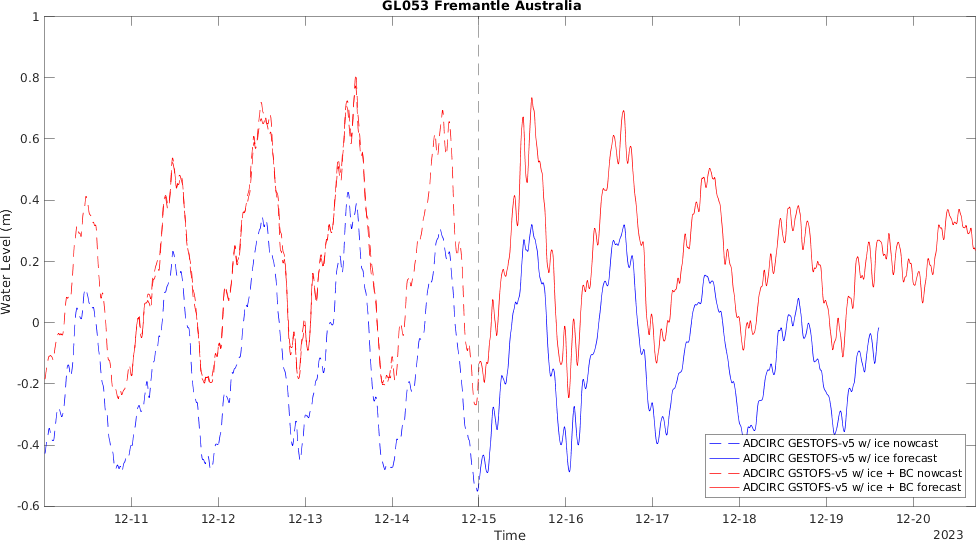 GL053 Fremantle Australia
Water Level (m)
1
0.8
0.6
0.4
0.2
0
-0.2
-0.4
-0.6
ADCIRC GESTOFS-v5 w/ ice nowcast
ADCIRC GESTOFS-v5 w/ ice forecast
ADCIRC GSTOFS-v5 w/ ice + BC nowcast
ADCIRC GSTOFS-v5 w/ ice + BC forecast
12-11 12-12 12-13 12-14 12-15 12-16 12-17 12-18 12-19 12-20
Time
2023